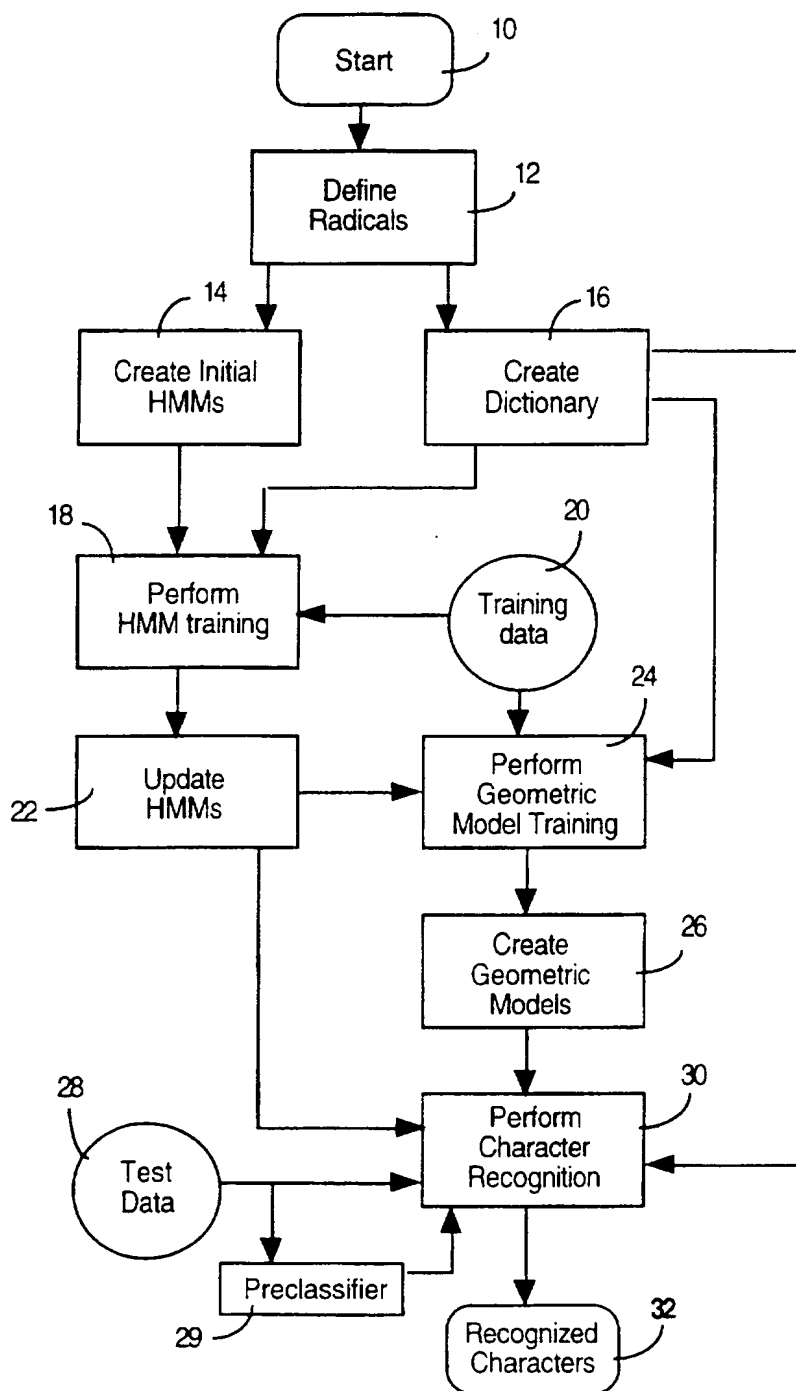 10
Start
12
Define
Radicals
14
16
Create Initial
HMMs
Create
Dictionary
18
20
Perform
HMM training
Training
data
24
22
Update
HMMs
Perform
Geometric
Model Training
26
Create
Geometric
Models
28
30
Test
Data
Perform
Character
Recognition
Preclassifier
29
32
Recognized
Characters